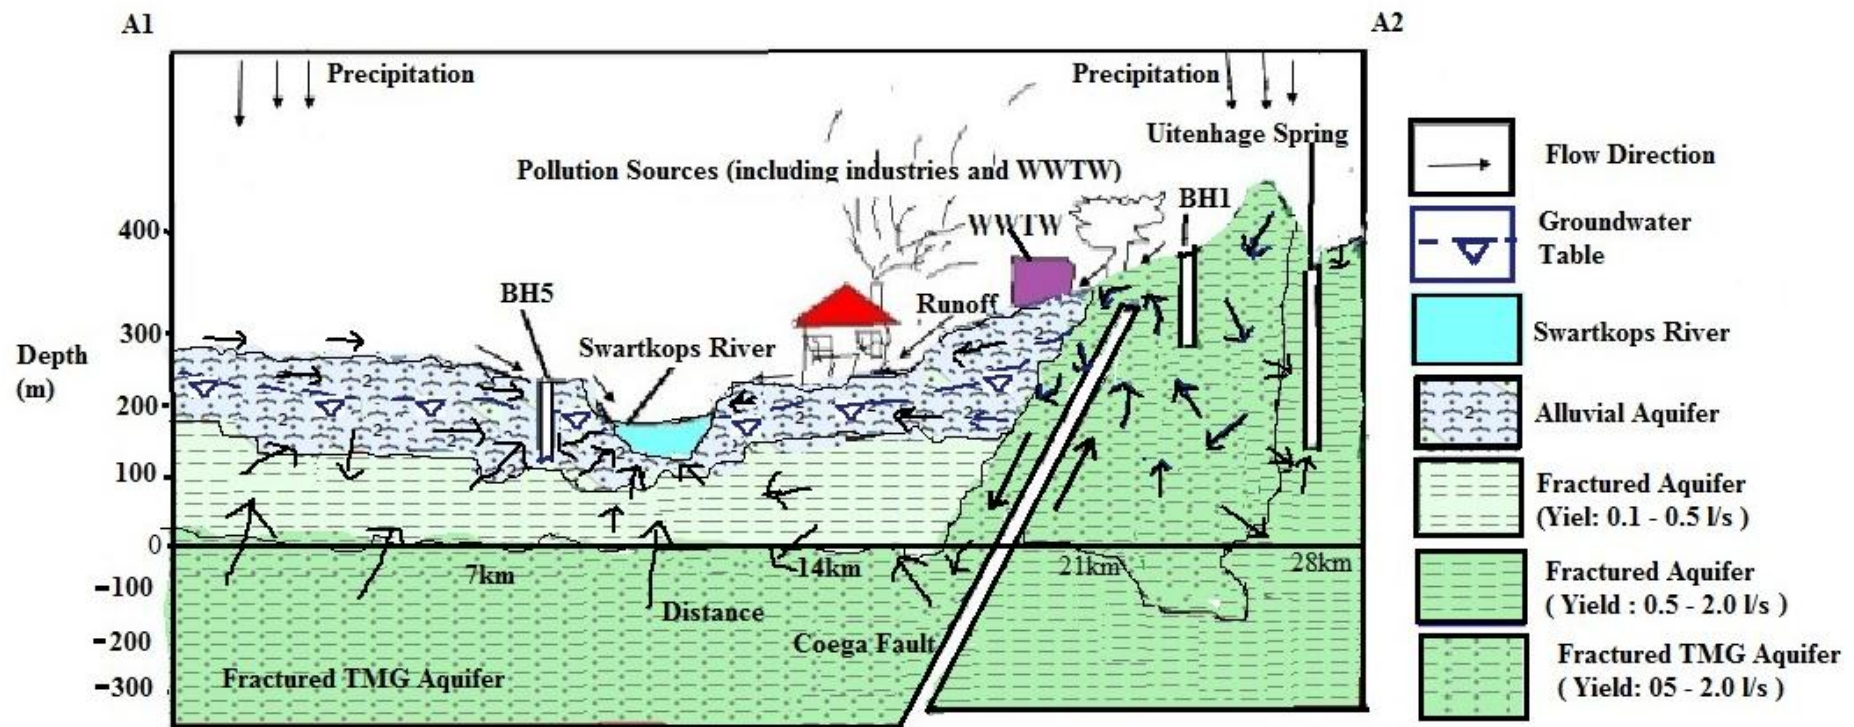 A1
A2
Precipitation
Precipitation
Uitenhage Spring
Pollution Sources (including industries and WWTW)
BH1
WWTW
400
BH5
Runoff
300
Swartkops River
Depth
(m)
200
100
0
7km
14km
21km
28km
-100
Distance
-200
Coega Fault
-300
Fractured TMG Aquifer
Flow Direction
Groundwater
Table
Swartkops River
2
Alluvial Aquifer
Fractured Aquifer
(Yiel: 0.1 - 0.5 l/s )
Fractured Aquifer
( Yield : 0.5 - 2.0 l/s )
Fractured TMG Aquifer
( Yield: 05 - 2.0 l/s )